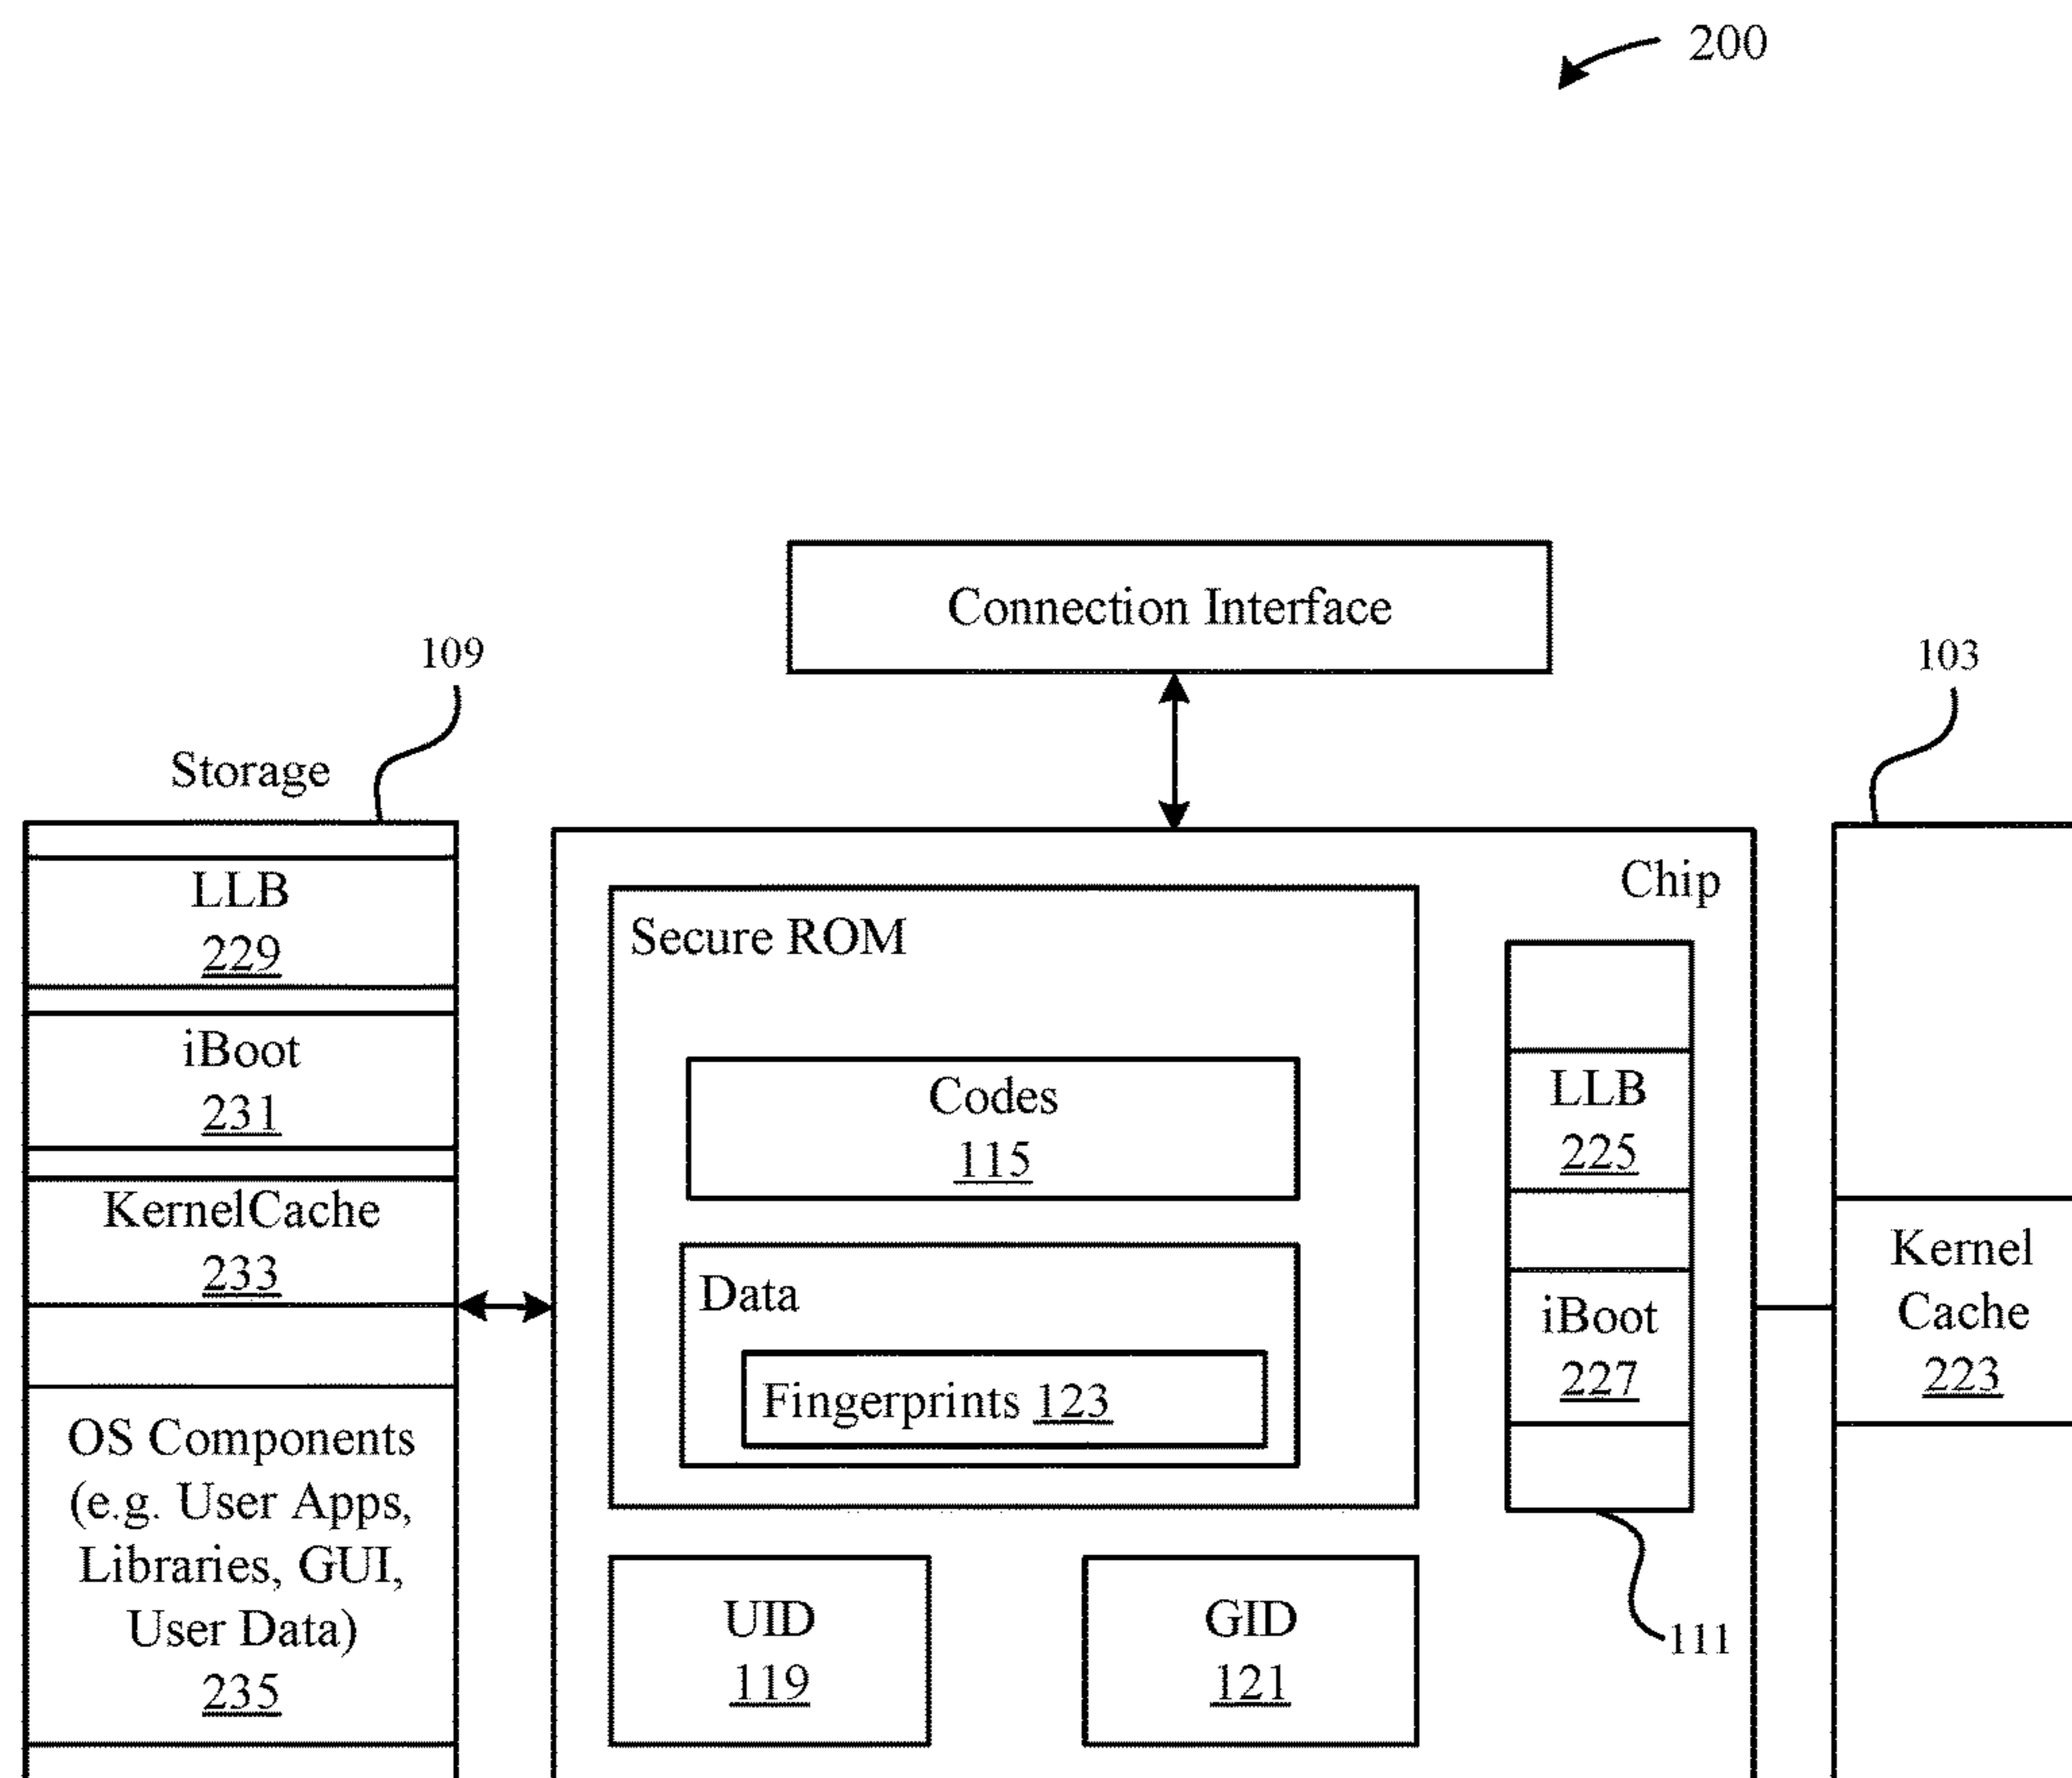 200
Connection Interface
109
103
Storage
LLB
229
iBoot
231
KernelCache
233
OS Components
(e.g. User Apps,
Libraries, GUI,
User Data)
235
Chip
Secure ROM
Codes
115
Data
Fingerprints 123
UID
119
GID
121
LLB
225
iBoot
227
111
Kernel
Cache
223